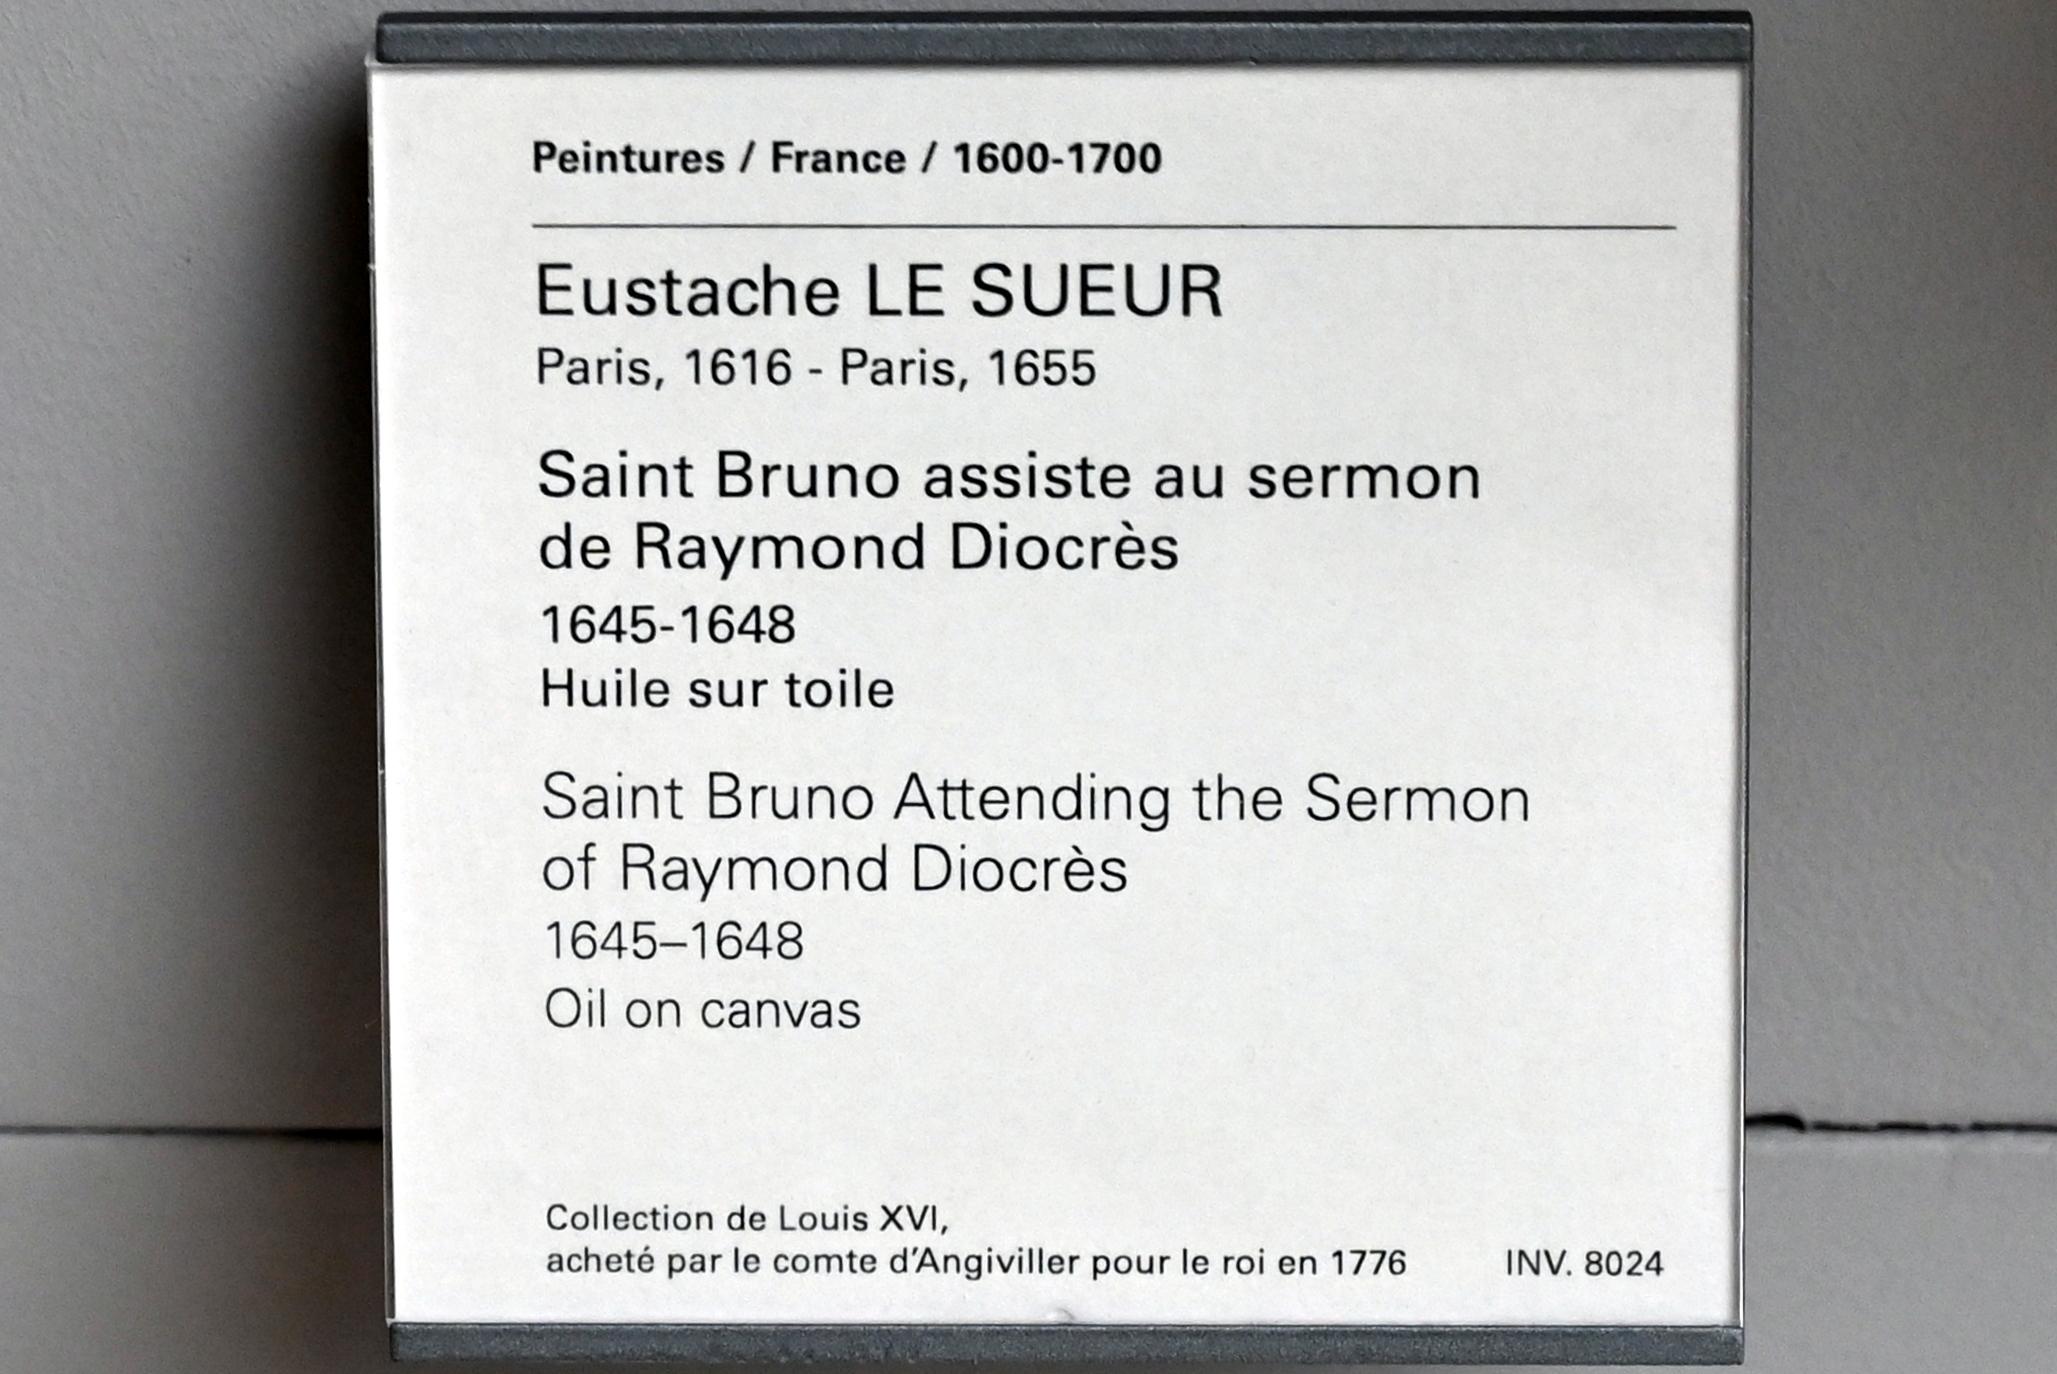 Peintures / France / 1600-1700
Eustache LE SUEUR
Paris, 1616 - Paris, 1655
Saint Bruno assiste au sermon
de Raymond Diocrès
1645-1648
Huile sur toile
Saint Bruno Attending the Sermon
of Raymond Diocrès
1645–1648
Oil on canvas
Collection de Louis XVI,
acheté par le comte d'Angiviller pour le roi en 1776 INV. 8024